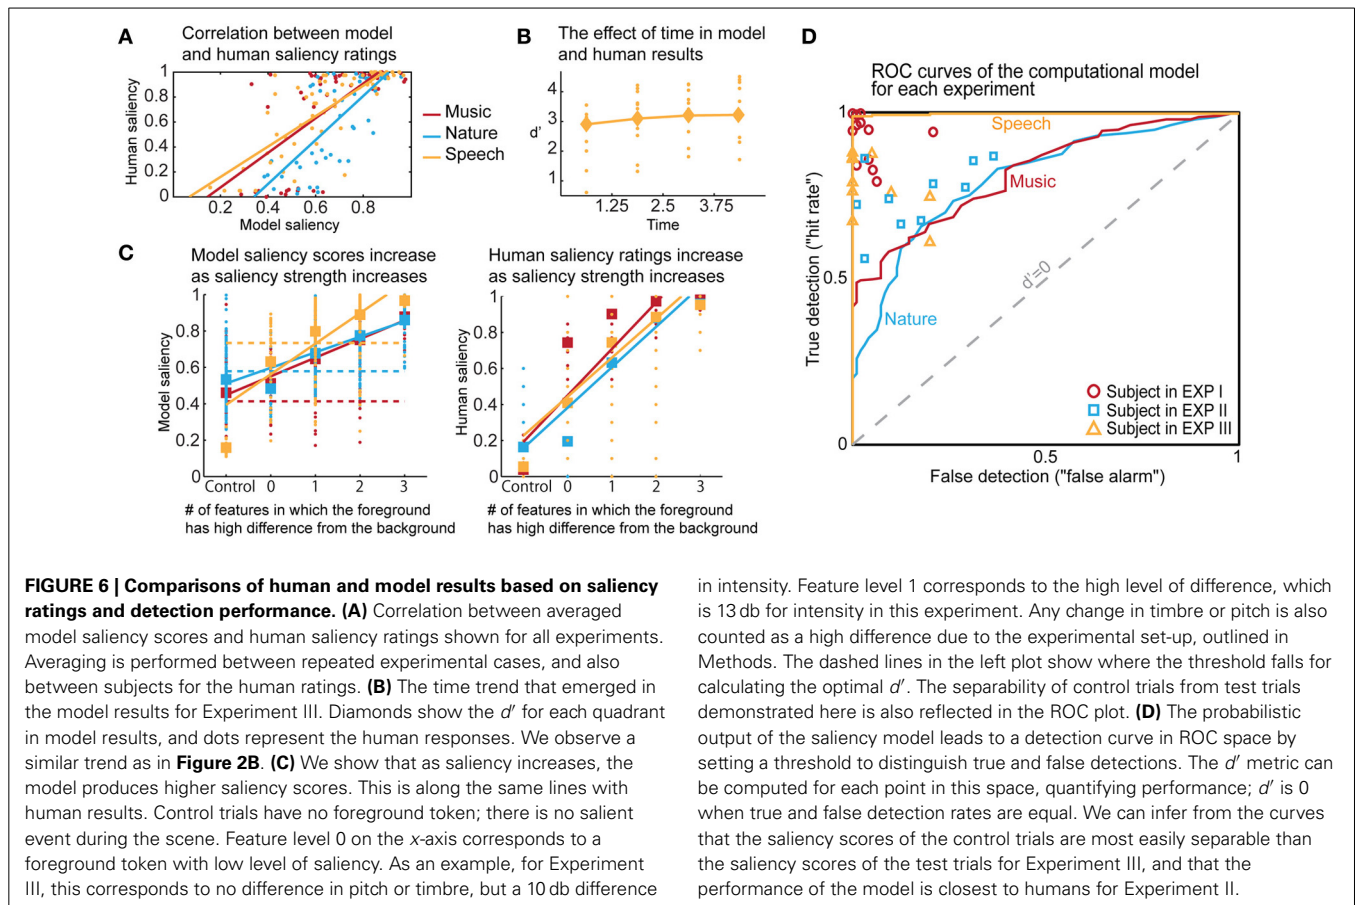 A
Correlation between model
and human saliency ratings
Human saliency
1
0.8
0.6
0.4
0.2
0
0 0.2 0.4 0.6 0.8
Model saliency
Music
Nature
Speech
B
The effect of time in model
and human results
d'
4
3
2
1
1.25 2.5 3.75
Time
C
Model saliency scores increase
as saliency strength increases
Model saliency
1
0.8
0.6
0.4
0.2
0
Control 0 1 2 3
# of features in which the foreground
has high difference from the background
Human saliency ratings increase
as saliency strength increases
Human saliency
1
0.8
0.6
0.4
0.2
0
Control 0 1 2 3
# of features in which the foreground
has high difference from the background
D
ROC curves of the computational model
for each experiment
True detection ("hit rate")
1
0.5
0
Speech
Music
Nature
d'=0
Subject in EXP I
Subject in EXP II
Subject in EXP III
0.5 1
False detection ("false alarm")
FIGURE 6 | Comparisons of human and model results based on saliency
ratings and detection performance. (A) Correlation between averaged
model saliency scores and human saliency ratings shown for all experiments.
Averaging is performed between repeated experimental cases, and also
between subjects for the human ratings. (B) The time trend that emerged in
the model results for Experiment III. Diamonds show the d′ for each quadrant
in model results, and dots represent the human responses. We observe a
similar trend as in Figure 2B. (C) We show that as saliency increases, the
model produces higher saliency scores. This is along the same lines with
human results. Control trials have no foreground token; there is no salient
event during the scene. Feature level 0 on the x-axis corresponds to a
foreground token with low level of saliency. As an example, for Experiment
III, this corresponds to no difference in pitch or timbre, but a 10 db difference
in intensity. Feature level 1 corresponds to the high level of difference, which
is 13 db for intensity in this experiment. Any change in timbre or pitch is also
counted as a high difference due to the experimental set-up, outlined in
Methods. The dashed lines in the left plot show where the threshold falls for
calculating the optimal d′. The separability of control trials from test trials
demonstrated here is also reflected in the ROC plot. (D) The probabilistic
output of the saliency model leads to a detection curve in ROC space by
setting a threshold to distinguish true and false detections. The d′ metric can
be computed for each point in this space, quantifying performance; d′ is 0
when true and false detection rates are equal. We can infer from the curves
that the saliency scores of the control trials are most easily separable than
the saliency scores of the test trials for Experiment III, and that the
performance of the model is closest to humans for Experiment II.